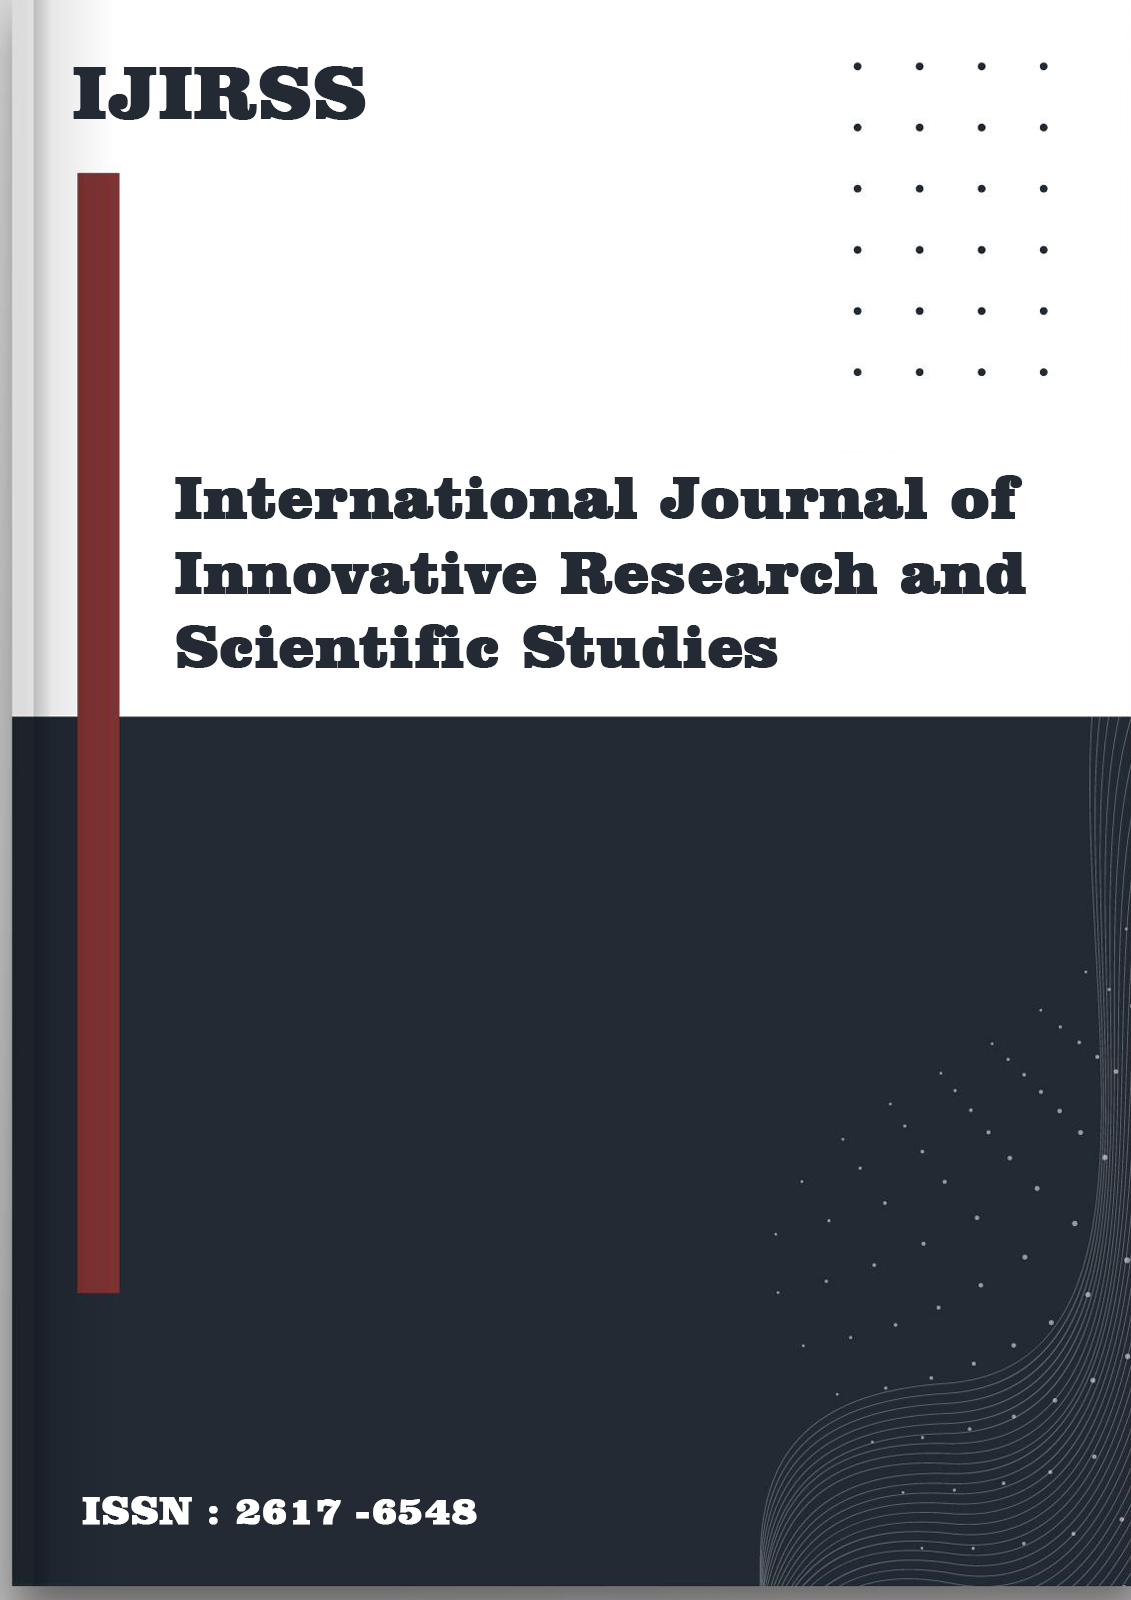 IJIRSS
International Journal of
Innovative Research and
Scientific Studies
ISSN : 2617 -6548